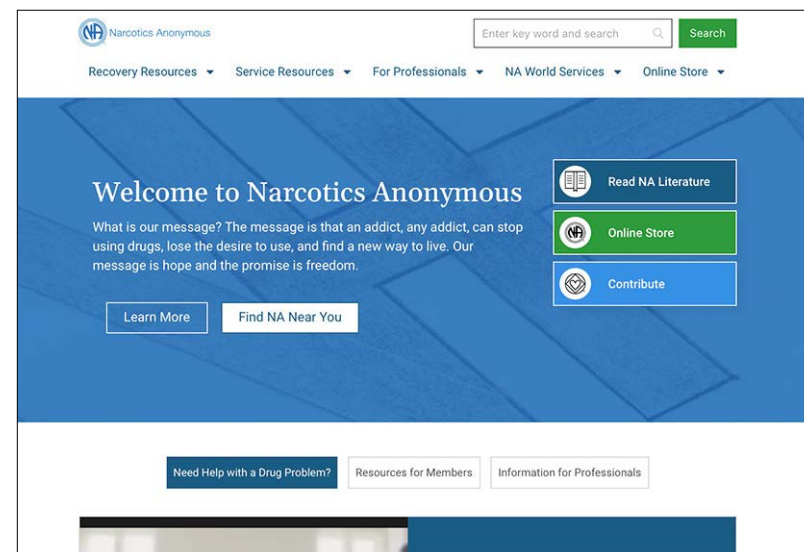 NA
Narcotics Anonymous
Enter key word and search
Search
Recovery Resources
Service Resources
For Professionals
NA World Services
Online Store
Welcome to Narcotics Anonymous
What is our message? The message is that an addict, any addict, can stop
using drugs, lose the desire to use, and find a new way to live. Our
message is hope and the promise is freedom.
Learn More
Find NA Near You
Read NA Literature
NA
Online Store
Contribute
Need Help with a Drug Problem?
Resources for Members
Information for Professionals